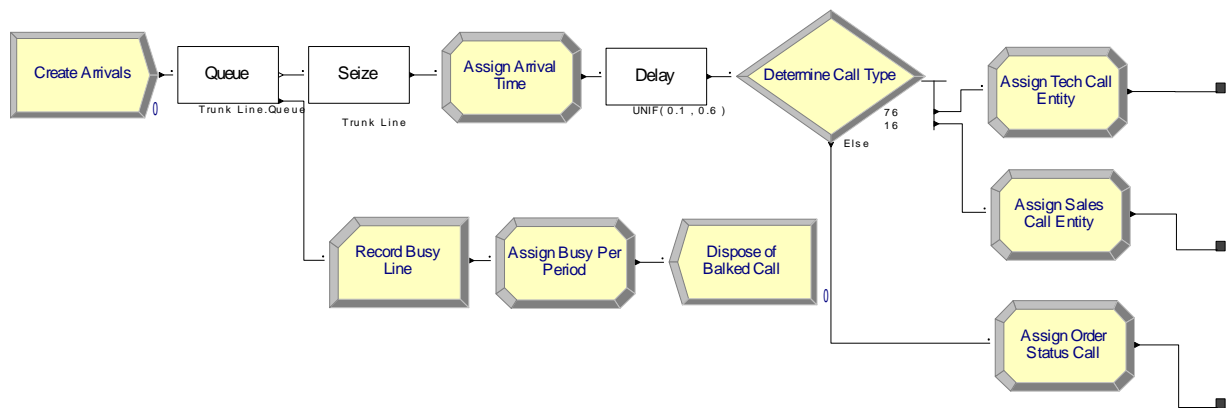 Create Arrivals
0
Queue
Trunk Line.Queue
Seize
Trunk Line
Assign Arrival
Time
Delay
UNIF( 0.1 , 0.6 )
Determine Call Type
76
16
Else
Assign Tech Call
Entity
Assign Sales
Call Entity
Record Busy
Line
Assign Busy Per
Period
Dispose of
Balked Call
0
Assign Order
Status Call